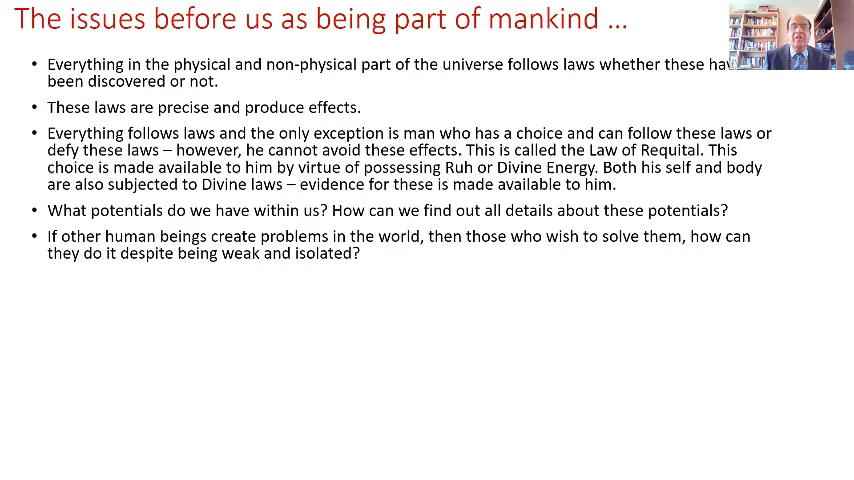 The issues before us as being part of mankind ...
• Everything in the physical and non-physical part of the universe follows laws whether these hav
been discovered or not.
• These laws are precise and produce effects.
• Everything follows laws and the only exception is man who has a choice and can follow these laws or
defy these laws – however, he cannot avoid these effects. This is called the Law of Requital. This
choice is made available to him by virtue of possessing Ruh or Divine Energy. Both his self and body
are also subjected to Divine laws – evidence for these is made available to him.
• What potentials do we have within us? How can we find out all details about these potentials?
• If other human beings create problems in the world, then those who wish to solve them, how can
they do it despite being weak and isolated?